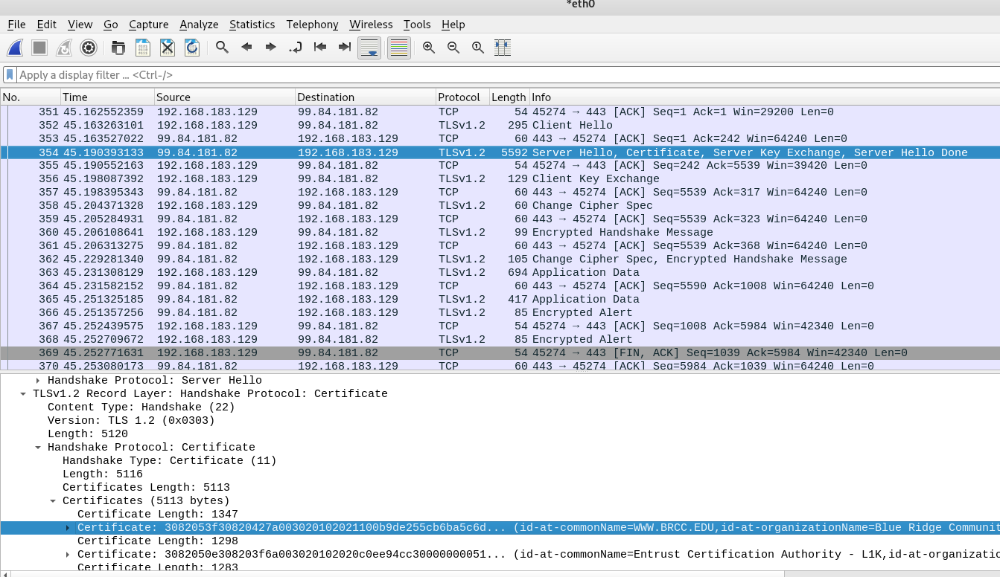 *eth0
File Edit View Go Capture Analyze Statistics Telephony Wireless Tools Help
Apply a display filter ... <Ctrl-/>
No. Time Source Destination Protocol Length Info
351 45.162552359 192.168.183.129 99.84.181.82 TCP 54 45274 → 443 [ACK] Seq=1 Ack=1 Win=29200 Len=0
352 45.163263101 192.168.183.129 99.84.181.82 TLSv1.2 295 Client Hello
353 45.163527022 99.84.181.82 192.168.183.129 TCP 60 443 → 45274 [ACK] Seq=1 Ack=242 Win=64240 Len=0
354 45.190393133 99.84.181.82 192.168.183.129 TLSv1.2 5592 Server Hello, Certificate, Server Key Exchange, Server Hello Done
355 45.190552163 192.168.183.129 99.84.181.82 TCP 54 45274 → 443 [ACK] Seq=242 Ack=5539 Win=39420 Len=0
356 45.198087392 192.168.183.129 99.84.181.82 TLSv1.2 129 Client Key Exchange
357 45.198395343 99.84.181.82 192.168.183.129 TCP 60 443 → 45274 [ACK] Seq=5539 Ack=317 Win=64240 Len=0
358 45.204371328 192.168.183.129 99.84.181.82 TLSv1.2 60 Change Cipher Spec
359 45.205284931 99.84.181.82 192.168.183.129 TCP 60 443 → 45274 [ACK] Seq=5539 Ack=323 Win=64240 Len=0
360 45.206108641 192.168.183.129 99.84.181.82 TLSv1.2 99 Encrypted Handshake Message
361 45.206313275 99.84.181.82 192.168.183.129 TCP 60 443 → 45274 [ACK] Seq=5539 Ack=368 Win=64240 Len=0
362 45.229281340 99.84.181.82 192.168.183.129 TLSv1.2 105 Change Cipher Spec, Encrypted Handshake Message
363 45.231308129 192.168.183.129 99.84.181.82 TLSv1.2 694 Application Data
364 45.231582152 99.84.181.82 192.168.183.129 TCP 60 443 → 45274 [ACK] Seq=5590 Ack=1008 Win=64240 Len=0
365 45.251325185 99.84.181.82 192.168.183.129 TLSv1.2 417 Application Data
366 45.251357256 99.84.181.82 192.168.183.129 TLSv1.2 85 Encrypted Alert
367 45.252439575 192.168.183.129 99.84.181.82 TCP 54 45274 → 443 [ACK] Seq=1008 Ack=5984 Win=42340 Len=0
368 45.252709672 192.168.183.129 99.84.181.82 TLSv1.2 85 Encrypted Alert
369 45.252771631 192.168.183.129 99.84.181.82 TCP 54 45274 → 443 [FIN, ACK] Seq=1039 Ack=5984 Win=42340 Len=0
370 45.253080173 99.84.181.82 192.168.183.129 TCP 60 443 → 45274 [ACK] Seq=5984 Ack=1039 Win=64240 Len=0
Handshake Protocol: Server Hello
TLSv1.2 Record Layer: Handshake Protocol: Certificate
Content Type: Handshake (22)
Version: TLS 1.2 (0x0303)
Length: 5120
Handshake Protocol: Certificate
Handshake Type: Certificate (11)
Length: 5116
Certificates Length: 5113
Certificates (5113 bytes)
Certificate Length: 1347
Certificate: 3082053f30820427a003020102021100b9de255cb6ba5c6d... (id-at-commonName=WWW.BRCC.EDU,id-at-organizationName=Blue Ridge Communit
Certificate Length: 1298
Certificate: 3082050e308203f6a003020102020c0ee94cc30000000051... (id-at-commonName=Entrust Certification Authority - L1K,id-at-organizatio
Certificate Length: 1283